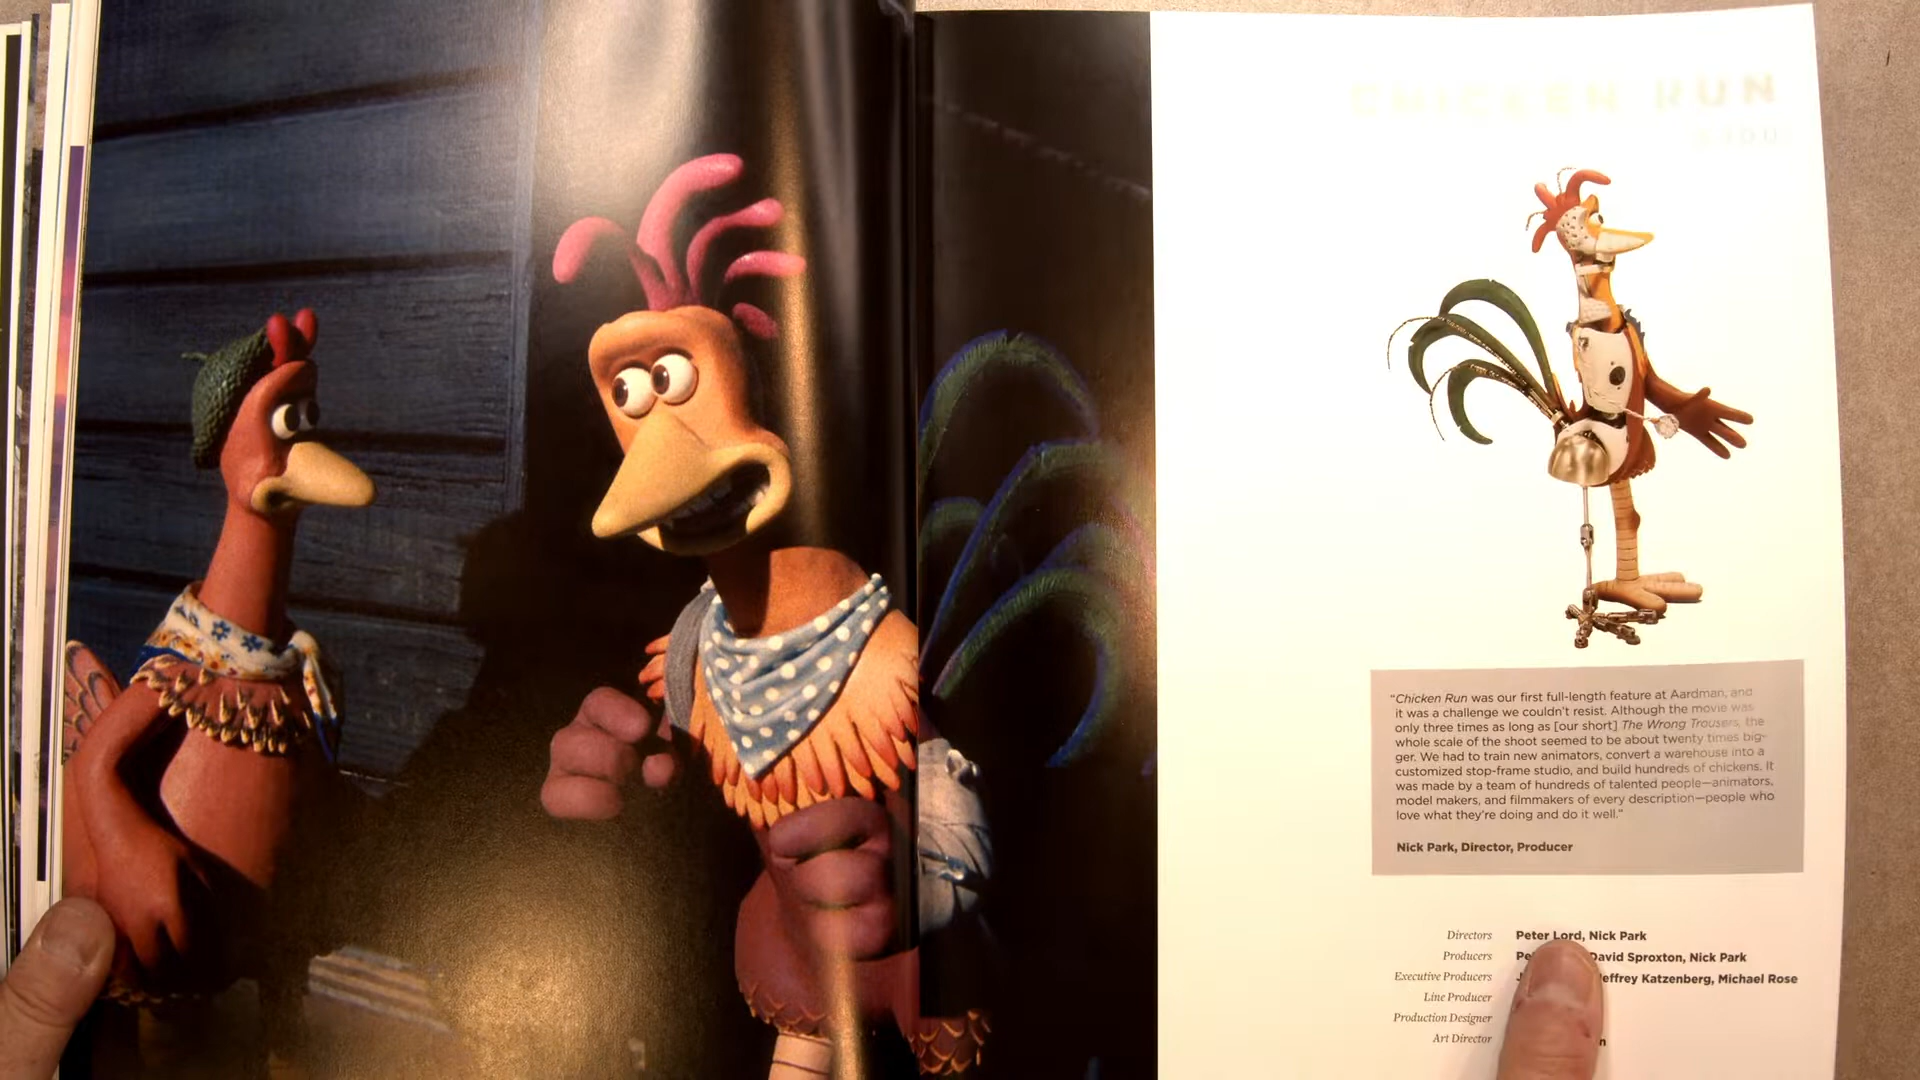 CHICKEN RUN
"Chicken Run was our first full-length feature at Aardman, and
it was a challenge we couldn't resist. Although the movie was
only three times as long as [our short] The Wrong Trousers, the
whole scale of the shoot seemed to be about twenty times big-
ger. We had to train new animators, convert a warehouse into a
customized stop-frame studio, and build hundreds of chickens. It
was made by a team of hundreds of talented people—animators,
model makers, and filmmakers of every description—people who
love what they're doing and do it well."
Nick Park, Director, Producer
Directors Peter Lord, Nick Park
Producers David Sproxton, Nick Park
Executive Producers Jeffrey Katzenberg, Michael Rose
Line Producer
Production Designer
Art Director